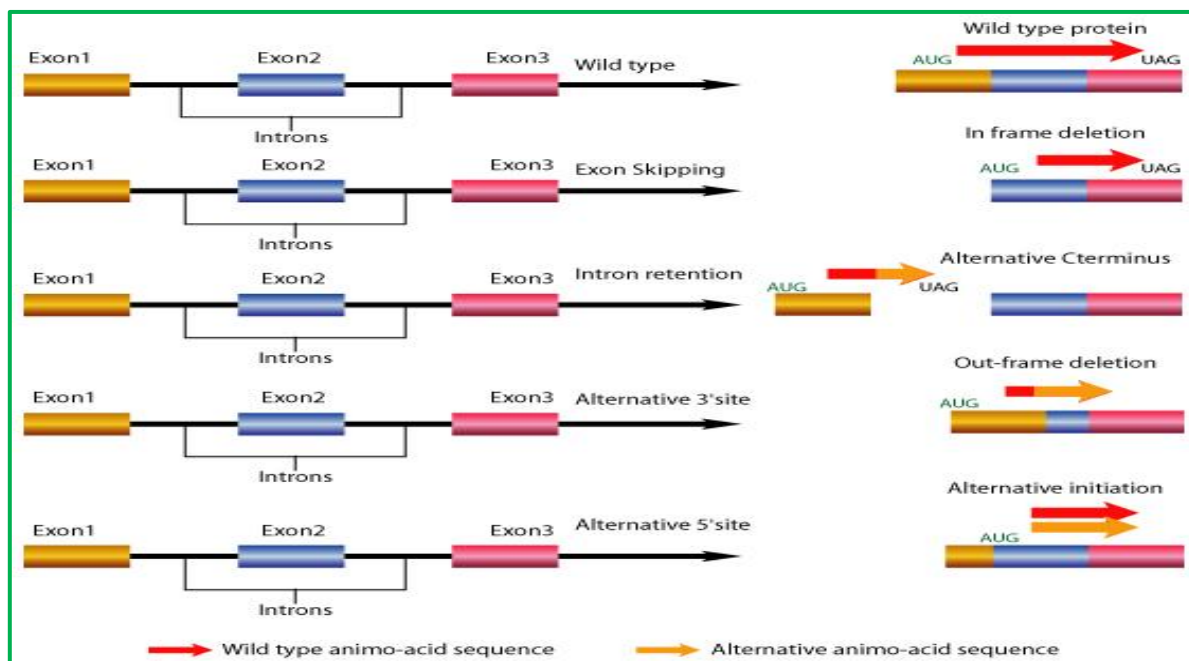 Wild type protein
Exon1 Exon2 Exon3 Wild type AUG UAG
Introns
In frame deletion
Exon1 Exon2 Exon3 Exon Skipping AUG UAG
Introns
Alternative Cterminus
Exon1 Exon2 Exon3 Intron retention AUG UAG
Introns
Out-frame deletion
Exon1 Exon2 Exon3 Alternative 3'site AUG
Introns
Alternative initiation
Exon1 Exon2 Exon3 Alternative 5'site AUG
Introns
Wild type animo-acid sequence Alternative animo-acid sequence